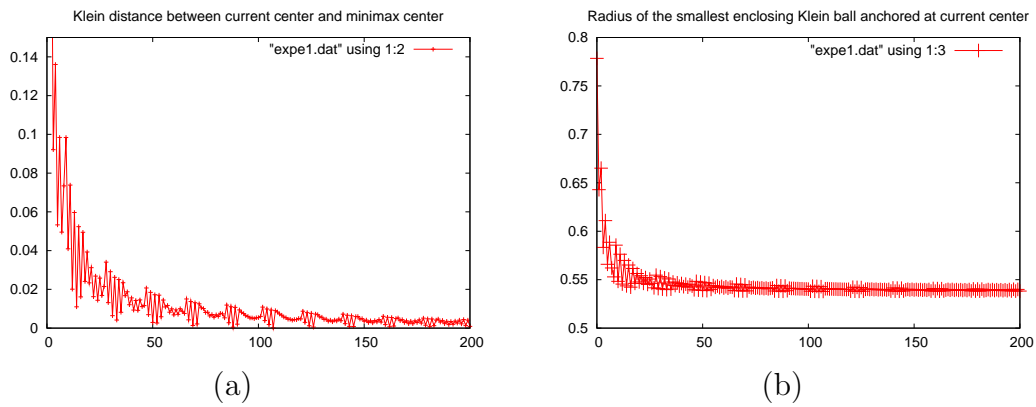 Klein distance between current center and minimax center
"expe1.dat" using 1:2
0.14
0.12
0.1
0.08
0.06
0.04
0.02
0
0 50 100 150 200
(a)
Radius of the smallest enclosing Klein ball anchored at current center
"expe1.dat" using 1:3
0.8
0.75
0.7
0.65
0.6
0.55
0.5
0 50 100 150 200
(b)